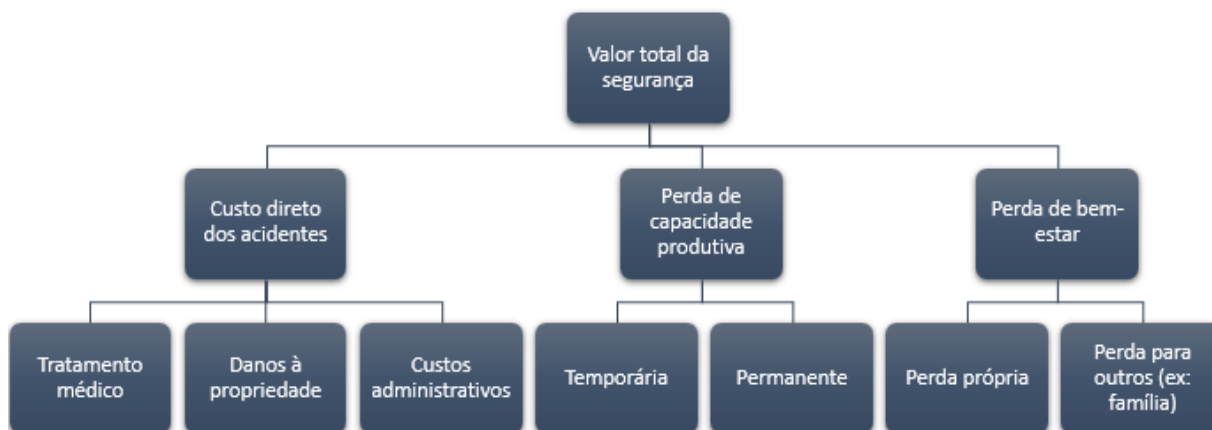 Valor total da
segurança
Custo direto
dos acidentes
Perda de
capacidade
produtiva
Perda de bem-
estar
Tratamento
médico
Danos à
propriedade
Custos
administrativos
Temporária
Permanente
Perda própria
Perda para
outros (ex:
família)